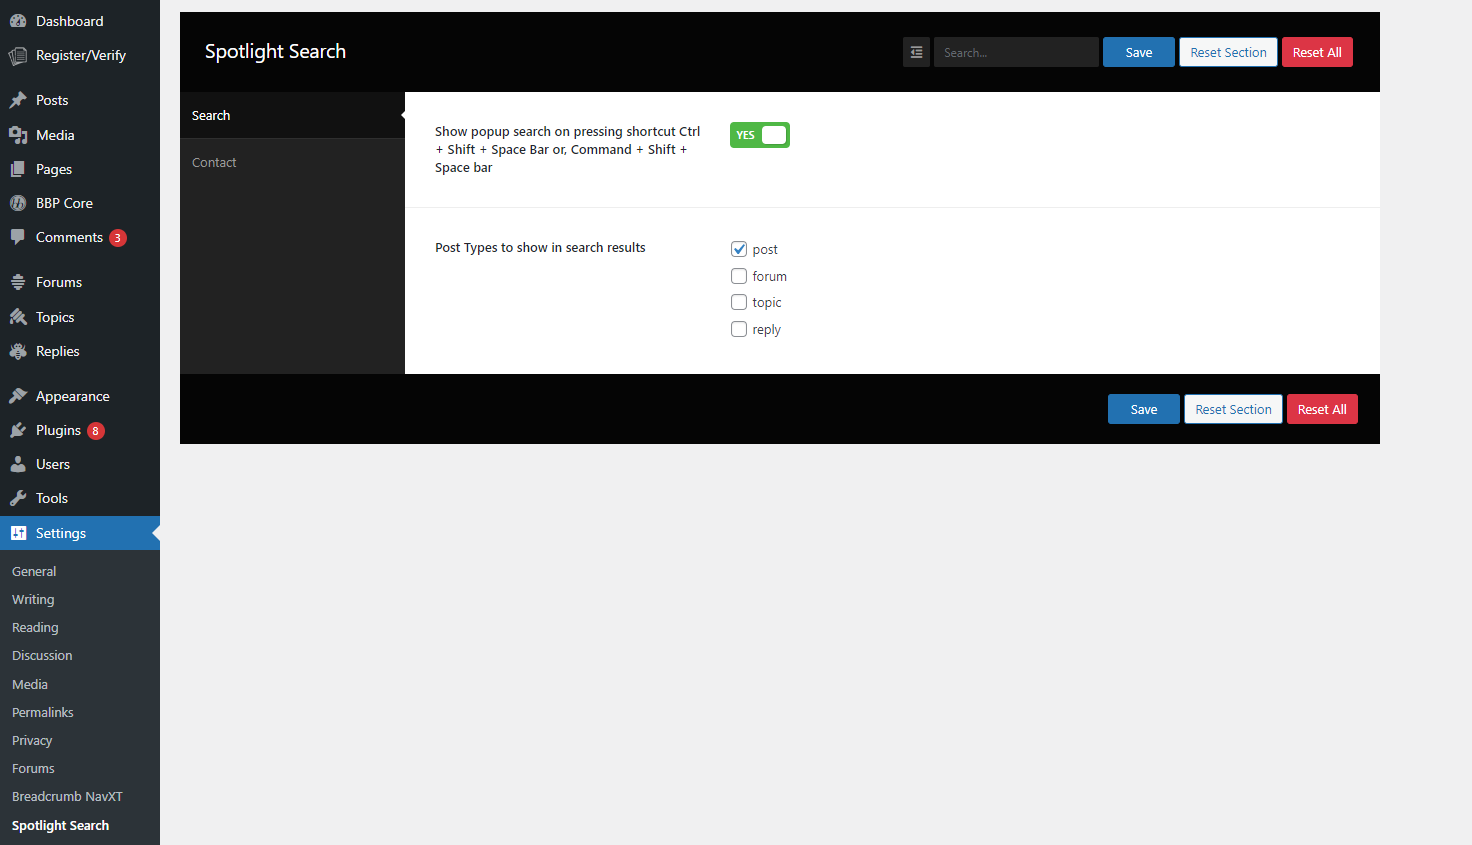 Dashboard
Register/Verify
Posts
Media
Pages
BBP Core
Comments 3
Forums
Topics
Replies
Appearance
Plugins 8
Users
Tools
Settings
General
Writing
Reading
Discussion
Media
Permalinks
Privacy
Forums
Breadcrumb NavXT
Spotlight Search
Spotlight Search
Search...
Save
Reset Section
Reset All
Search
Contact
Show popup search on pressing shortcut Ctrl
+ Shift + Space Bar or, Command + Shift +
Space bar
YES
Post Types to show in search results
post
forum
topic
reply
Save
Reset Section
Reset All